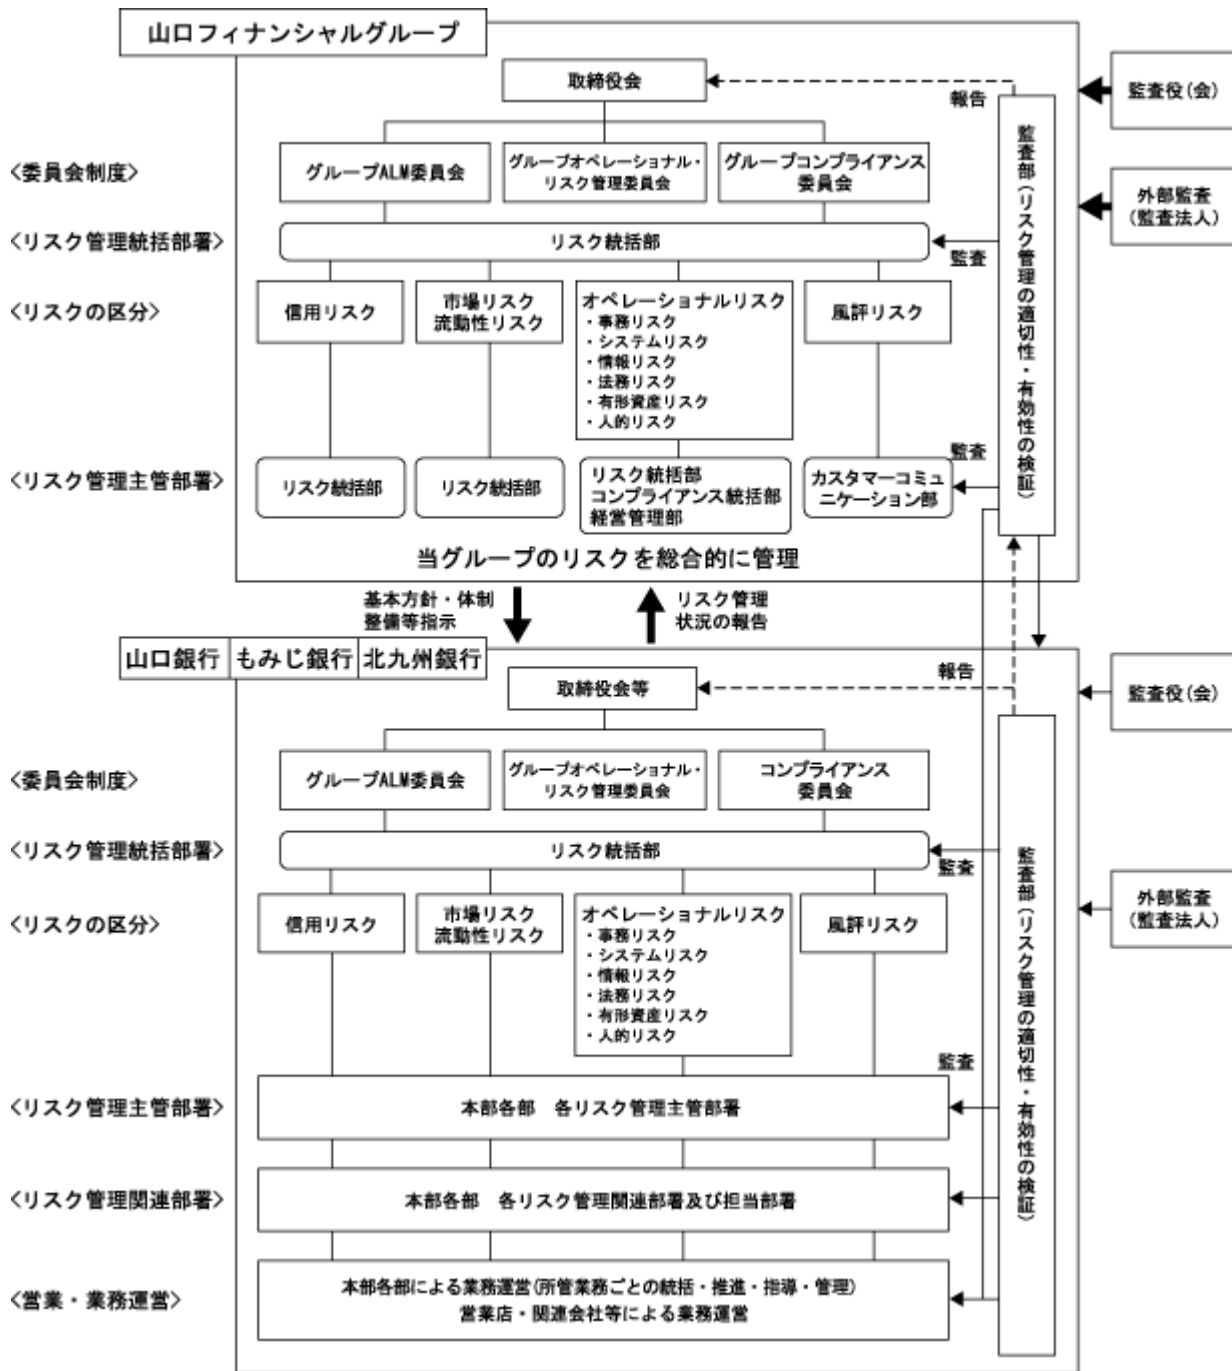 山口フィナンシャルグループ
取締役会
報告
監査役(会)
<委員会制度>
グループALM委員会
グループオペレーショナル・
リスク管理委員会
グループコンプライアンス
委員会
外部監査
(監査法人)
<リスク管理統括部署>
リスク統括部
監査
監査部(リスク管理の適切性・有効性の検証)
<リスクの区分>
信用リスク
市場リスク
流動性リスク
オペレーショナルリスク
・事務リスク
・システムリスク
・情報リスク
・法務リスク
・有形資産リスク
・人的リスク
風評リスク
監査
<リスク管理主管部署>
リスク統括部
リスク統括部
リスク統括部
コンプライアンス統括部
経営管理部
カスタマーコミュ
ニケーション部
当グループのリスクを総合的に管理
基本方針・体制
整備等指示
リスク管理
状況の報告
山口銀行
もみじ銀行
北九州銀行
取締役会等
報告
監査役(会)
<委員会制度>
グループALM委員会
グループオペレーショナル・
リスク管理委員会
コンプライアンス
委員会
<リスク管理統括部署>
リスク統括部
監査
監査部(リスク管理の適切性・有効性の検証)
外部監査
(監査法人)
<リスクの区分>
信用リスク
市場リスク
流動性リスク
オペレーショナルリスク
・事務リスク
・システムリスク
・情報リスク
・法務リスク
・有形資産リスク
・人的リスク
風評リスク
監査
<リスク管理主管部署>
本部各部　各リスク管理主管部署
<リスク管理関連部署>
本部各部　各リスク管理関連部署及び担当部署
<営業・業務運営>
本部各部による業務運営(所管業務ごとの統括・推進・指導・管理)
営業店・関連会社等による業務運営